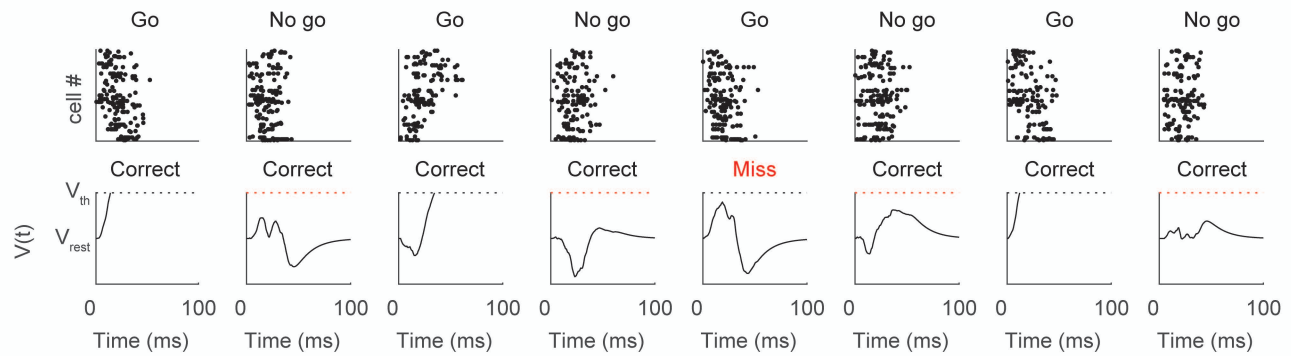 Go No go Go No go Go No go Go No go
cell #
Correct Correct Correct Correct Miss Correct Correct Correct
V_th
V(t)
V_rest
0 100 0 100 0 100 0 100 0 100 0 100 0 100 0 100
Time (ms) Time (ms) Time (ms) Time (ms) Time (ms) Time (ms) Time (ms) Time (ms)